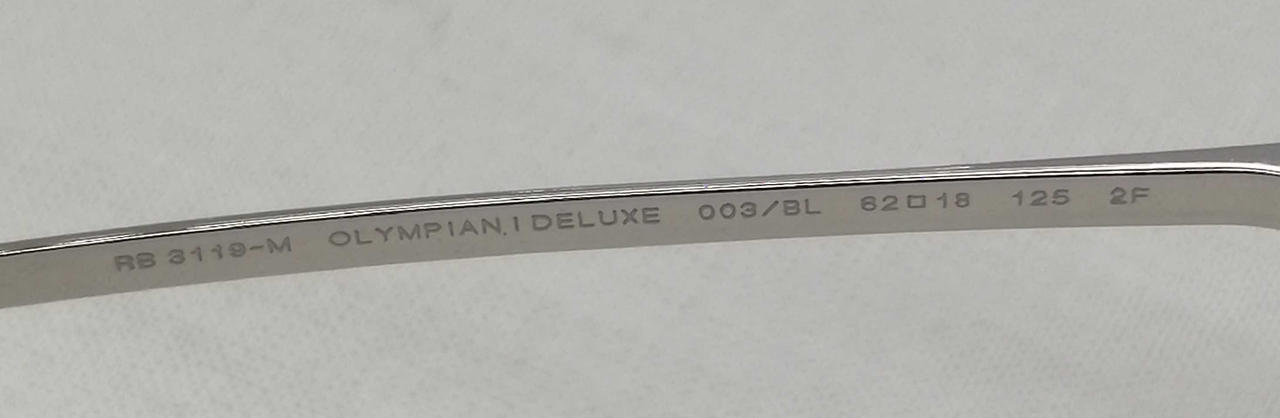 RB 3119-M OLYMPIAN.I DELUXE 003/BL 62□18 125 2F